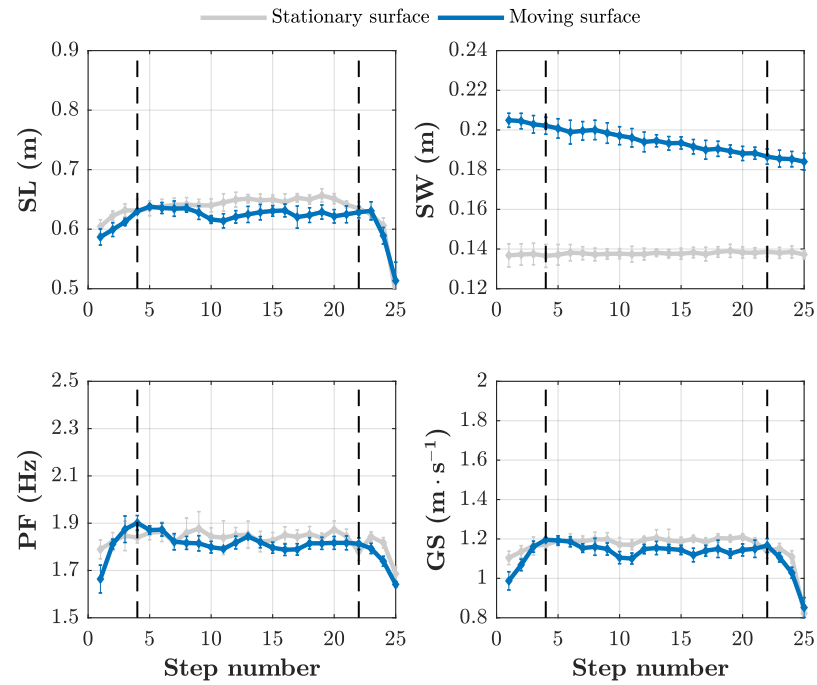 Stationary surface Moving surface
0.9
0.8
0.7
0.6
0.5
SL (m)
0 5 10 15 20 25
0.24
0.22
0.2
0.18
0.16
0.14
0.12
SW (m)
0 5 10 15 20 25
2.5
2.3
2.1
1.9
1.7
1.5
PF (Hz)
0 5 10 15 20 25
Step number
2
1.8
1.6
1.4
1.2
1
0.8
GS (m · s⁻¹)
0 5 10 15 20 25
Step number